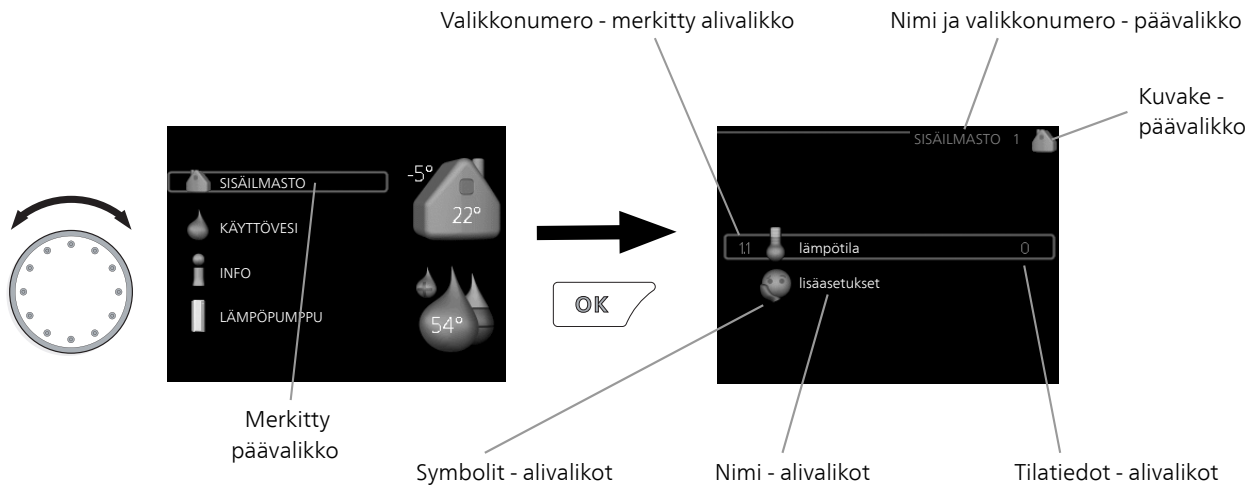 Valikkonumero - merkitty alivalikko
Nimi ja valikkonumero - päävalikko
Kuvake -
päävalikko
SISÄILMASTO
KÄYTTÖVESI
INFO
LÄMPÖPUMPPU
-5°
22°
54°
OK
SISÄILMASTO 1
1.1 lämpötila 0
lisäasetukset
Merkitty
päävalikko
Symbolit - alivalikot
Nimi - alivalikot
Tilatiedot - alivalikot